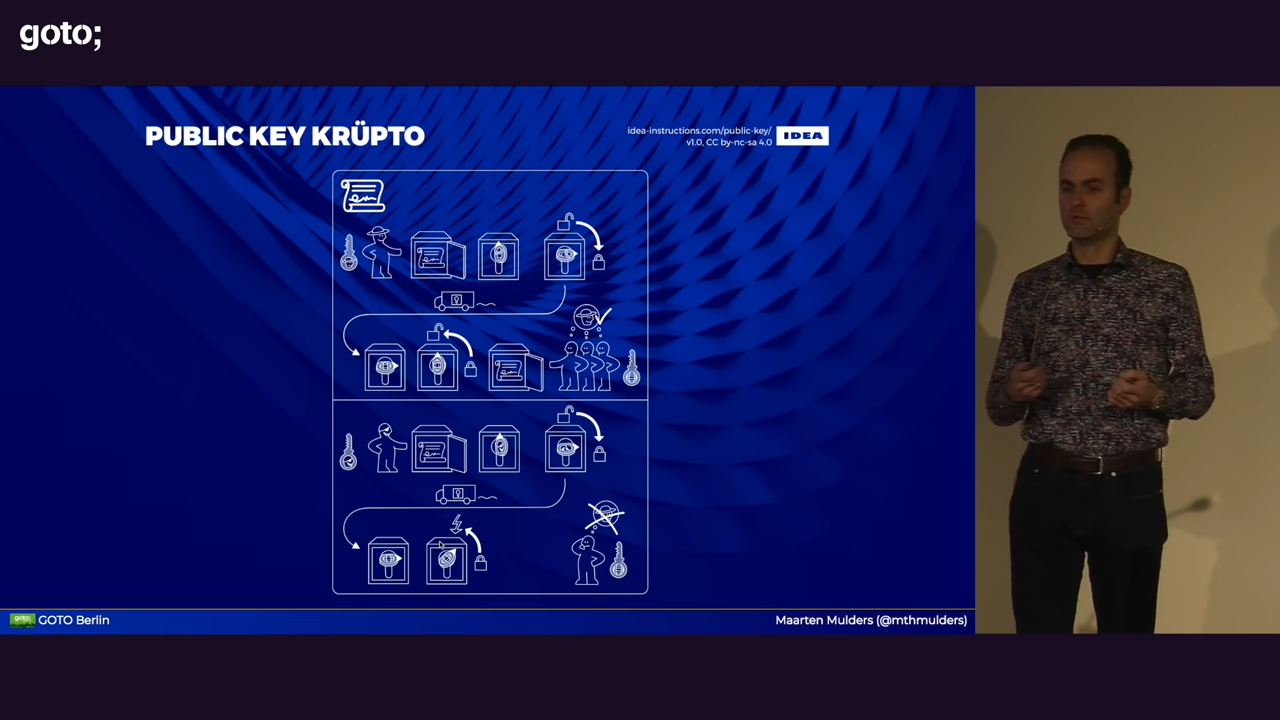 goto;
PUBLIC KEY KRÜPTO
idea-instructions.com/public-key/
v1.0, CC by-nc-sa 4.0
IDEA
goto;
GOTO Berlin
Maarten Mulders (@mthmulders)